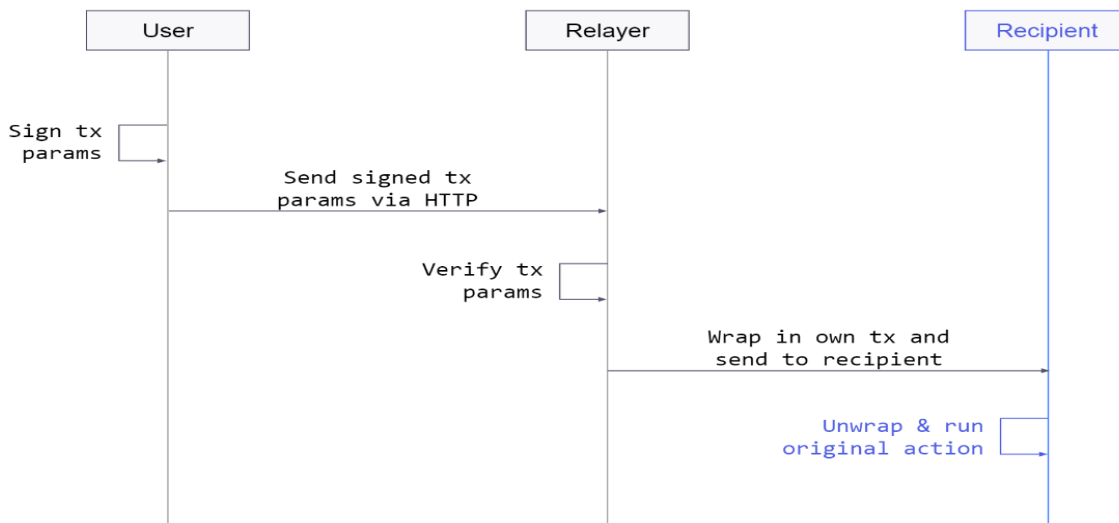 User
Relayer
Recipient
Sign tx
params
Send signed tx
params via HTTP
Verify tx
params
Wrap in own tx and
send to recipient
Unwrap & run
original action